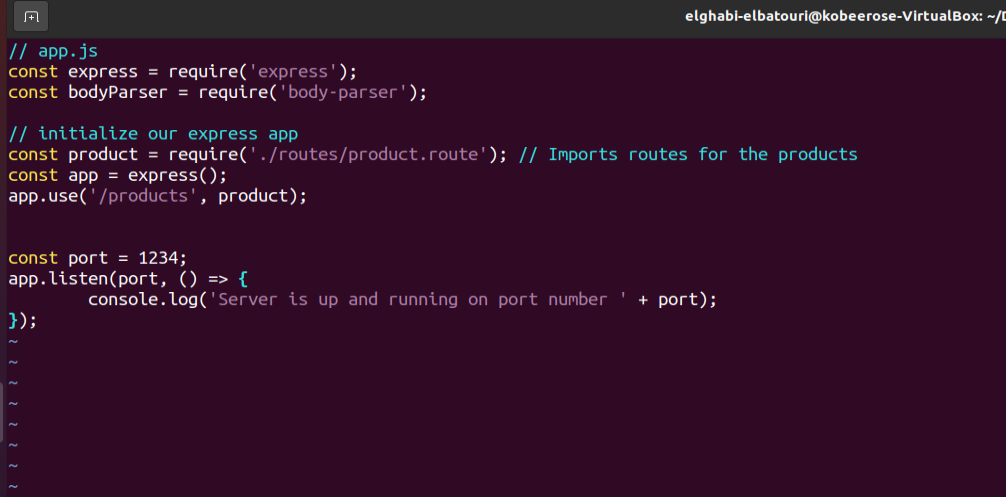 elghabi-elbatouri@kobeerose-VirtualBox: ~/D
// app.js
const express = require('express');
const bodyParser = require('body-parser');

// initialize our express app
const product = require('./routes/product.route'); // Imports routes for the products
const app = express();
app.use('/products', product);


const port = 1234;
app.listen(port, () => {
        console.log('Server is up and running on port number ' + port);
});
~
~
~
~
~
~
~
~